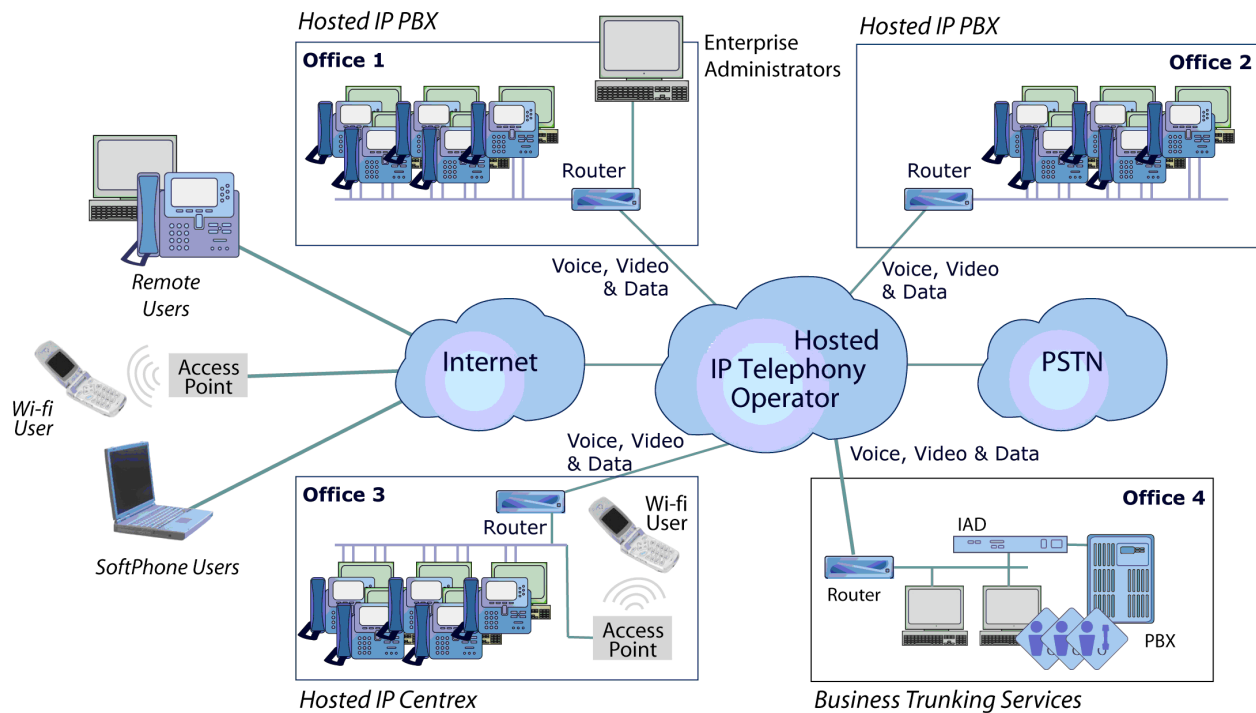 Hosted IP PBX
Office 1
Enterprise
Administrators
Router
Hosted IP PBX
Office 2
Router
Remote
Users
Voice, Video
& Data
Voice, Video
& Data
Internet
Hosted
IP Telephony
Operator
PSTN
Access
Point
Wi-fi
User
SoftPhone Users
Voice, Video
& Data
Voice, Video & Data
Office 3
Router
Wi-fi
User
Access
Point
Hosted IP Centrex
Office 4
IAD
Router
PBX
Business Trunking Services